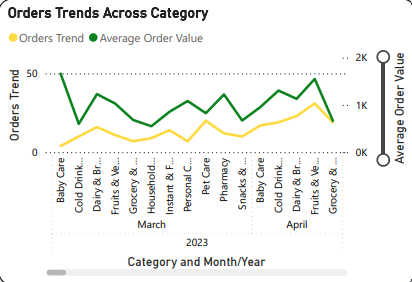 Orders Trends Across Category
Orders Trend Average Order Value
Orders Trend
50
0
2K
1K
0K
Average Order Value
Baby Care
Cold Drink...
Dairy & Br...
Fruits & Ve...
Grocery & ...
Household...
Instant & F...
Personal C...
Pet Care
Pharmacy
Snacks & ...
Baby Care
Cold Drink...
Dairy & Br...
Fruits & Ve...
Grocery & ...
March April
2023
Category and Month/Year